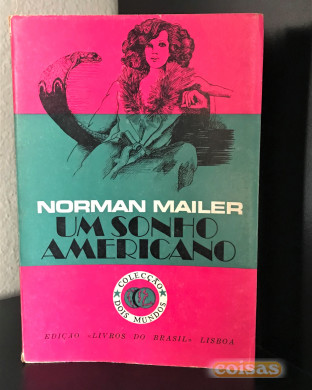 NORMAN MAILER
UM SONHO
AMERICANO
COLECÇÃO
DOIS MUNDOS
EDIÇÃO «LIVROS DO BRASIL» LISBOA
coisas